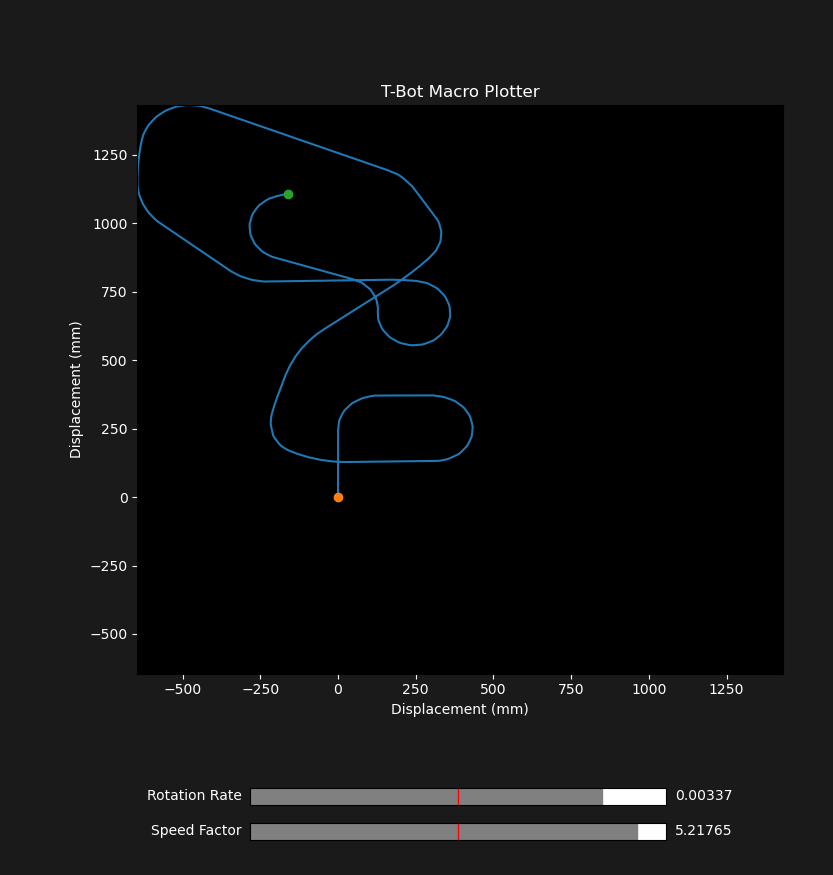 T-Bot Macro Plotter
1250
1000
750
500
250
0
−250
−500
Displacement (mm)
−500 −250 0 250 500 750 1000 1250
Displacement (mm)
Rotation Rate 0.00337
Speed Factor 5.21765